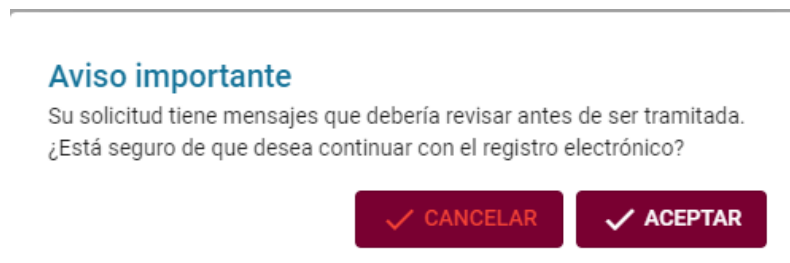 Aviso importante
Su solicitud tiene mensajes que debería revisar antes de ser tramitada.
¿Está seguro de que desea continuar con el registro electrónico?
CANCELAR ACEPTAR